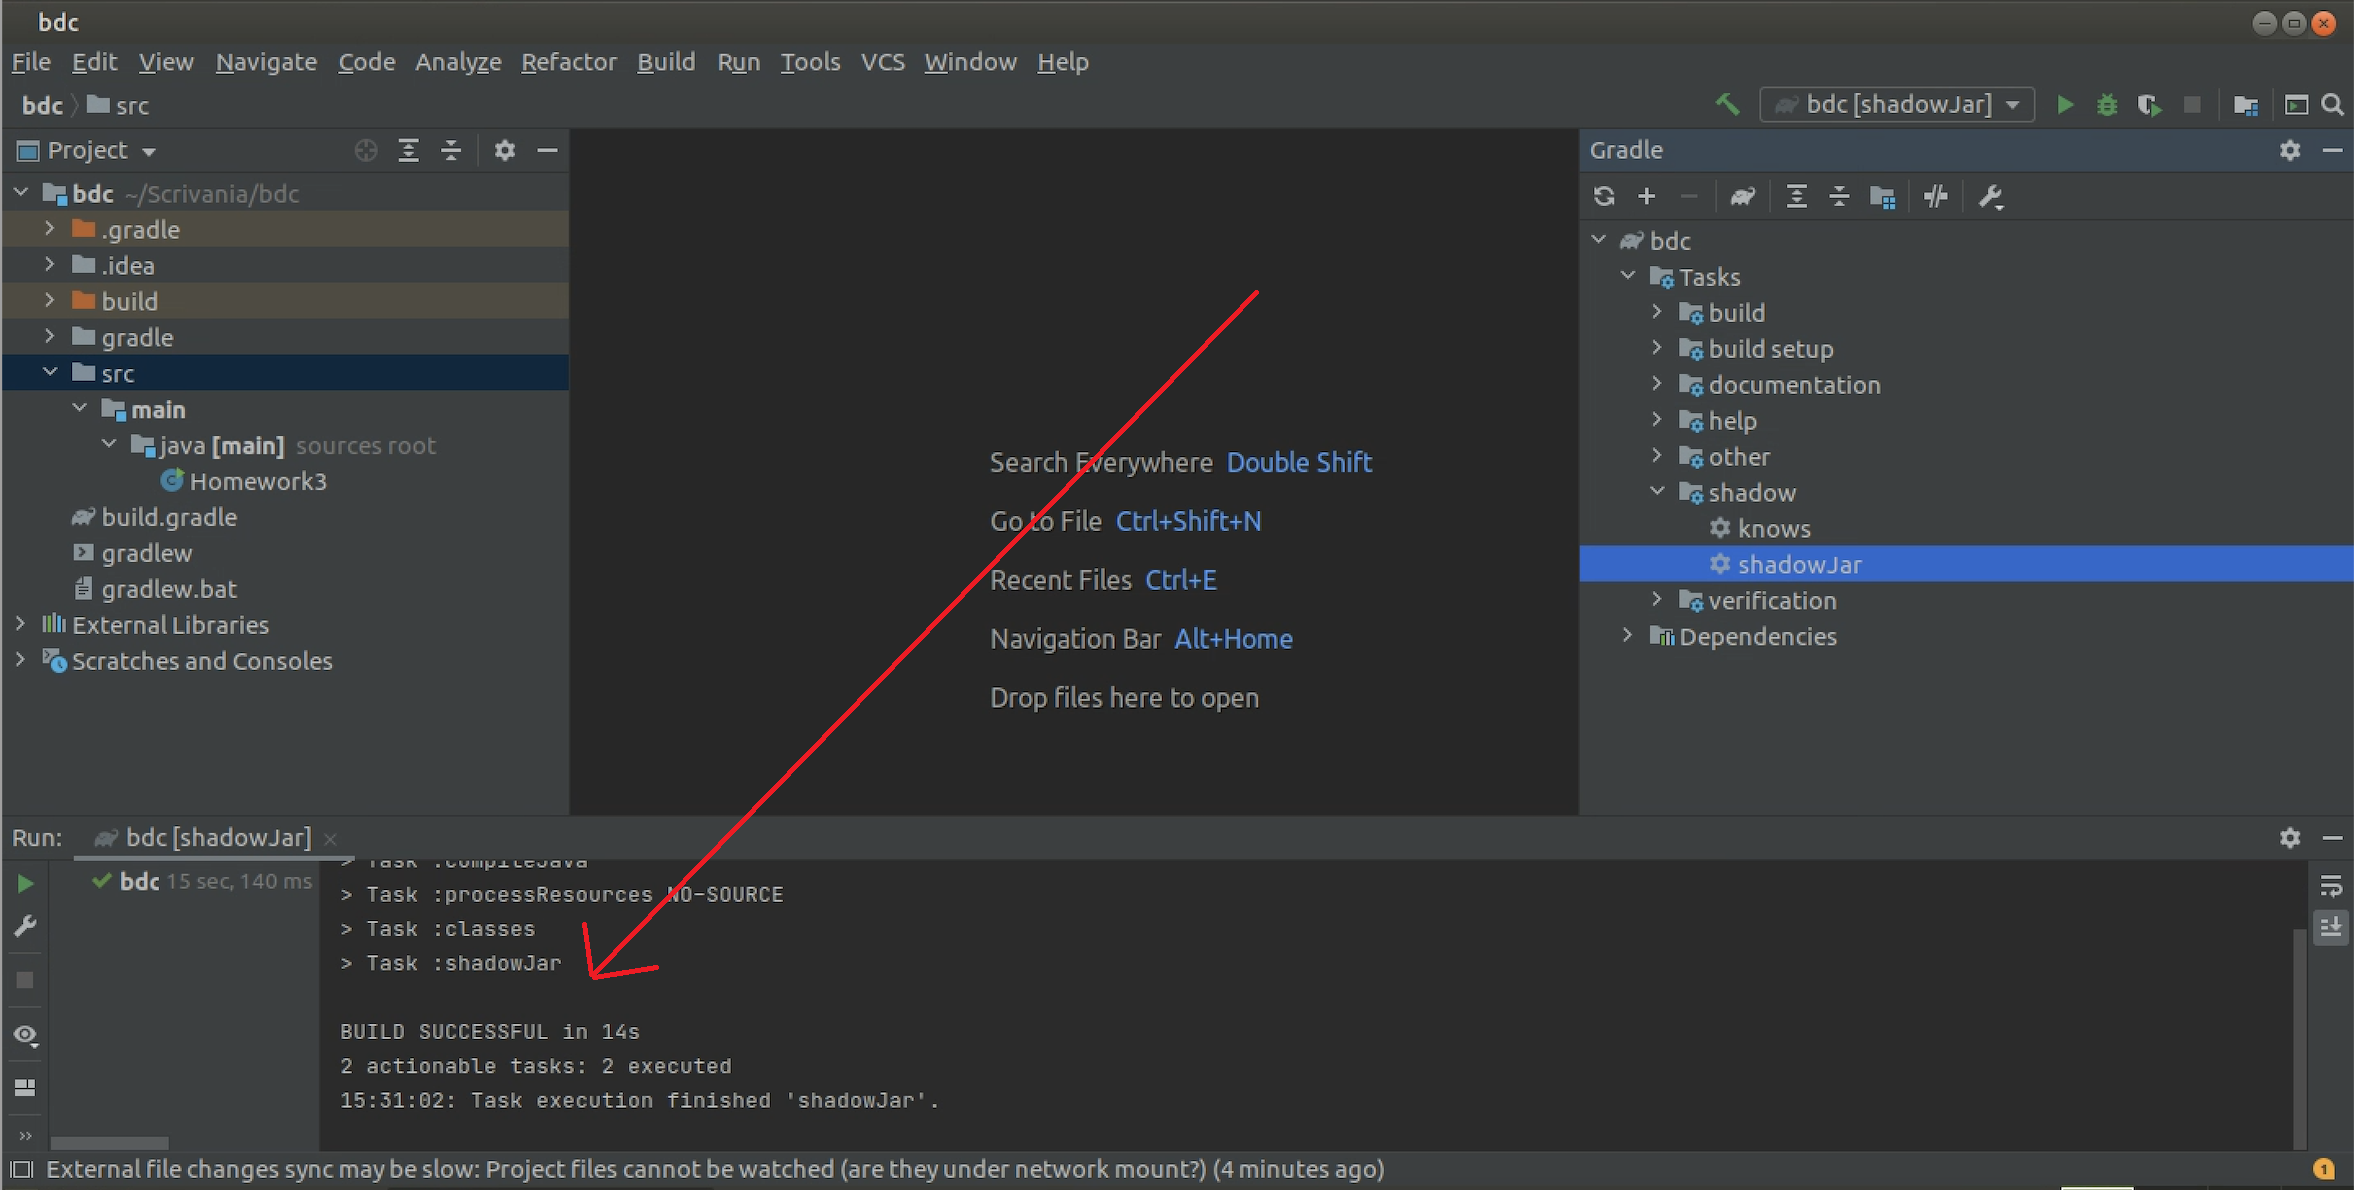 bdc
File Edit View Navigate Code Analyze Refactor Build Run Tools VCS Window Help
bdc src
bdc [shadowJar]
Project
bdc ~/Scrivania/bdc
.gradle
.idea
build
gradle
src
main
java [main] sources root
Homework3
build.gradle
gradlew
gradlew.bat
External Libraries
Scratches and Consoles
Search Everywhere Double Shift
Go to File Ctrl+Shift+N
Recent Files Ctrl+E
Navigation Bar Alt+Home
Drop files here to open
Gradle
bdc
Tasks
build
build setup
documentation
help
other
shadow
knows
shadowJar
verification
Dependencies
Run: bdc [shadowJar]
bdc 15 sec, 140 ms
> Task :compileJava
> Task :processResources NO-SOURCE
> Task :classes
> Task :shadowJar
BUILD SUCCESSFUL in 14s
2 actionable tasks: 2 executed
15:31:02: Task execution finished 'shadowJar'.
External file changes sync may be slow: Project files cannot be watched (are they under network mount?) (4 minutes ago)
1